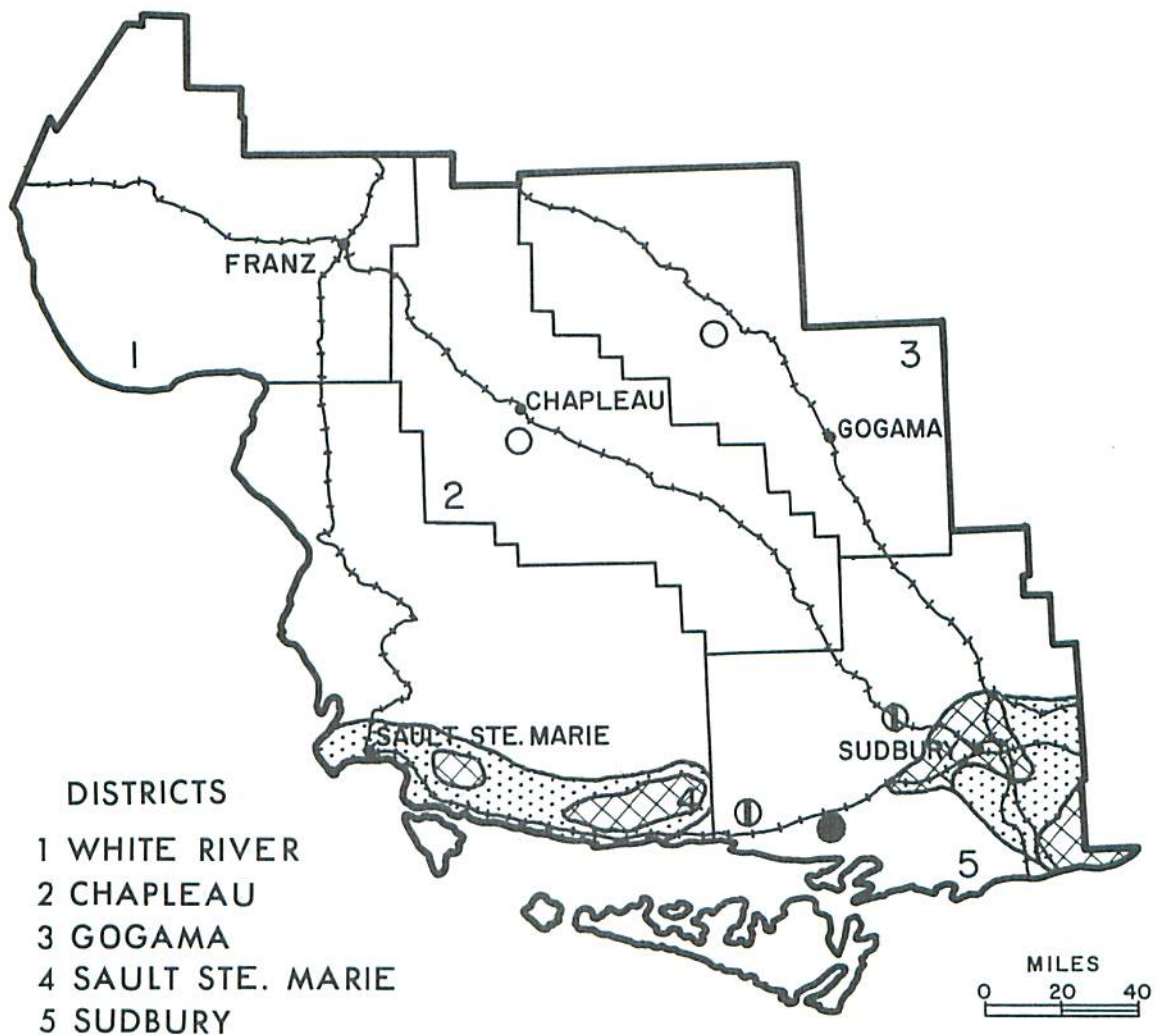 FRANZ
1
3
CHAPLEAU
GOGAMA
2
SAULT STE. MARIE
SUDBURY
4
5
DISTRICTS
1 WHITE RIVER
2 CHAPLEAU
3 GOGAMA
4 SAULT STE. MARIE
5 SUDBURY
MILES
0 20 40